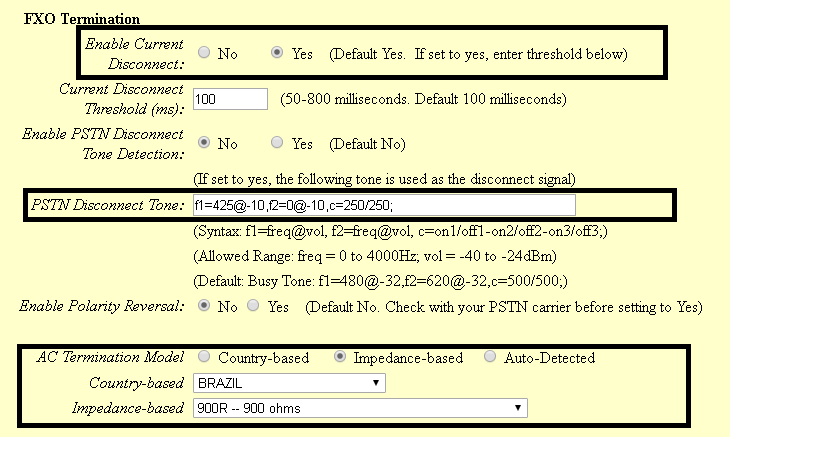 FXO Termination
Enable Current Disconnect: No Yes (Default Yes. If set to yes, enter threshold below)
Current Disconnect Threshold (ms): 100 (50-800 milliseconds. Default 100 milliseconds)
Enable PSTN Disconnect Tone Detection: No Yes (Default No)
(If set to yes, the following tone is used as the disconnect signal)
PSTN Disconnect Tone: f1=425@-10,f2=0@-10,c=250/250;
(Syntax: f1=freq@vol, f2=freq@vol, c=on1/off1-on2/off2-on3/off3;)
(Allowed Range: freq = 0 to 4000Hz; vol = -40 to -24dBm)
(Default: Busy Tone: f1=480@-32,f2=620@-32,c=500/500;)
Enable Polarity Reversal: No Yes (Default No. Check with your PSTN carrier before setting to Yes)
AC Termination Model Country-based Impedance-based Auto-Detected
Country-based BRAZIL
Impedance-based 900R -- 900 ohms